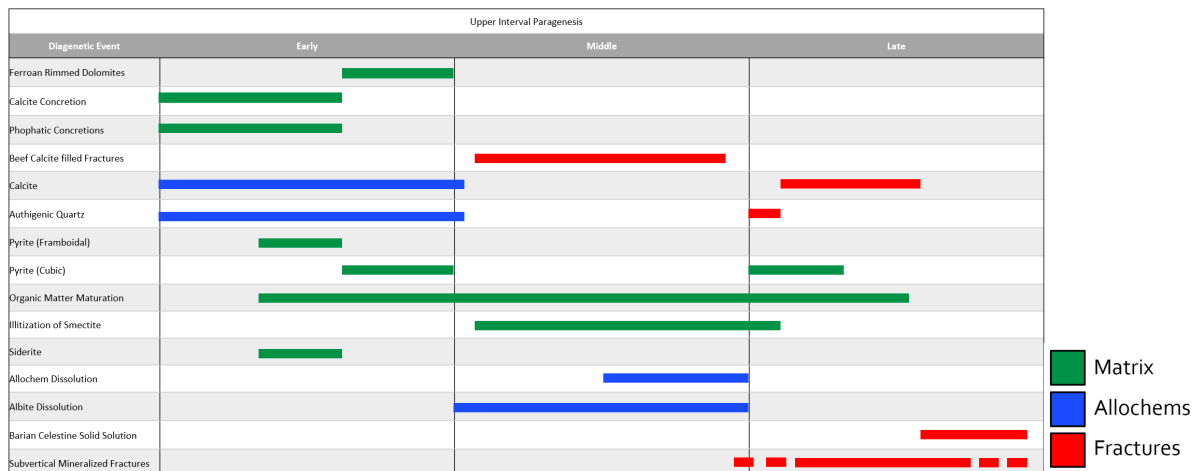 Upper Interval Paragenesis
Diagenetic Event Early Middle Late
Ferroan Rimmed Dolomites
Calcite Concretion
Phophatic Concretions
Beef Calcite filled Fractures
Calcite
Authigenic Quartz
Pyrite (Framboidal)
Pyrite (Cubic)
Organic Matter Maturation
Illitization of Smectite
Siderite
Allochem Dissolution
Albite Dissolution
Barian Celestine Solid Solution
Subvertical Mineralized Fractures
Matrix
Allochems
Fractures